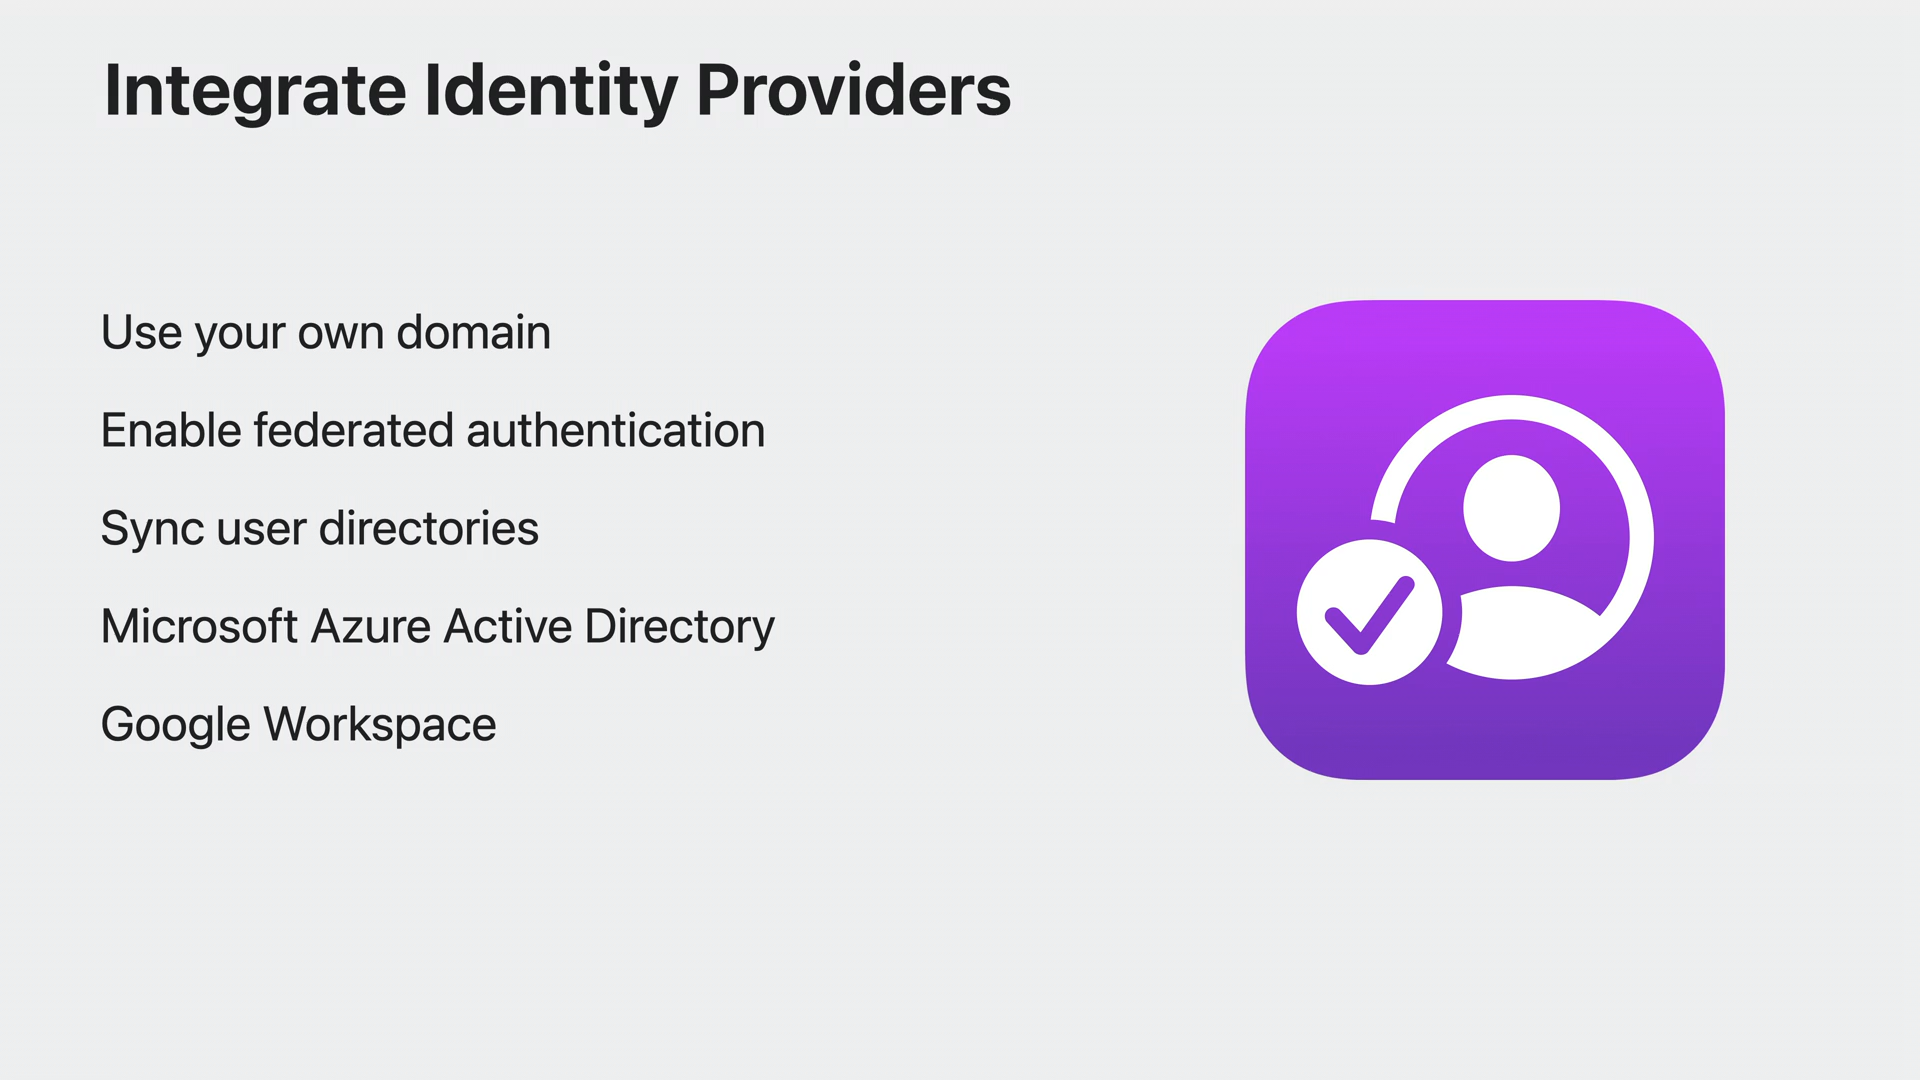 Integrate Identity Providers
Use your own domain
Enable federated authentication
Sync user directories
Microsoft Azure Active Directory
Google Workspace